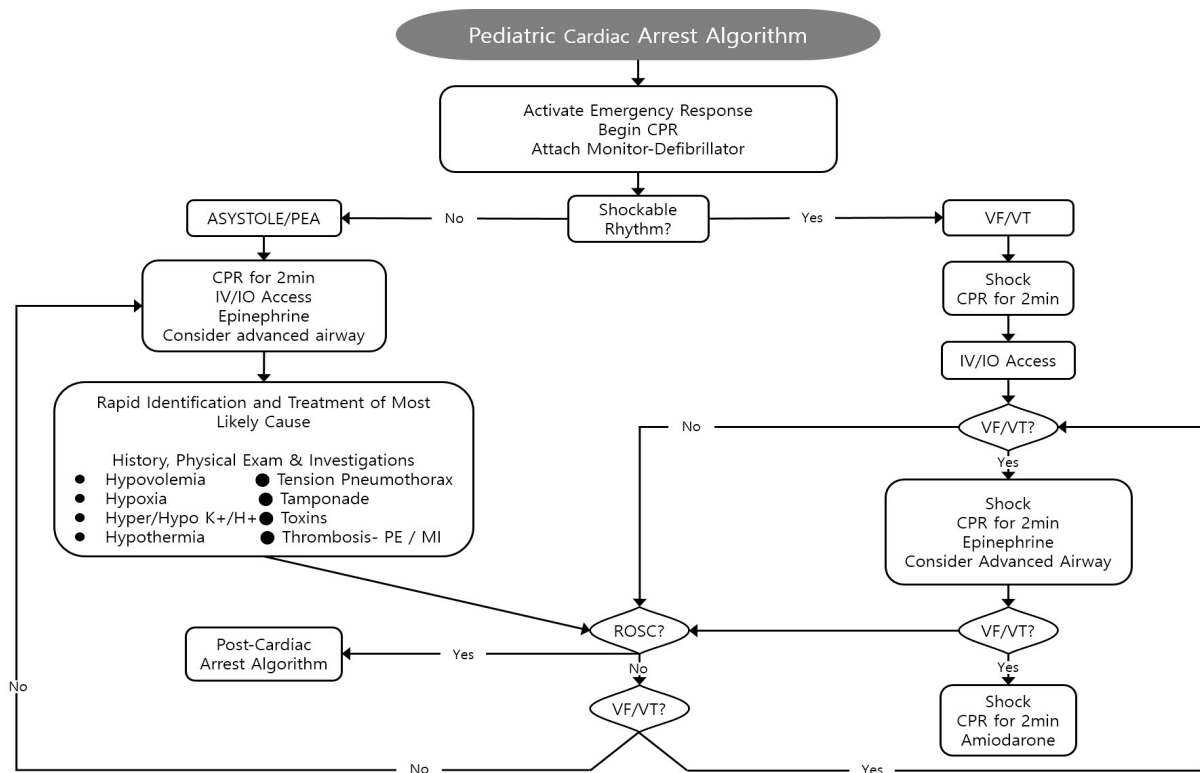 Pediatric Cardiac Arrest Algorithm
Activate Emergency Response
Begin CPR
Attach Monitor-Defibrillator
Shockable
Rhythm?
No
Yes
ASYSTOLE/PEA
VF/VT
CPR for 2min
IV/IO Access
Epinephrine
Consider advanced airway
Shock
CPR for 2min
IV/IO Access
Rapid Identification and Treatment of Most
Likely Cause
History, Physical Exam & Investigations
● Hypovolemia ● Tension Pneumothorax
● Hypoxia ● Tamponade
● Hyper/Hypo K+/H+ ● Toxins
● Hypothermia ● Thrombosis- PE / MI
VF/VT?
No
Yes
Shock
CPR for 2min
Epinephrine
Consider Advanced Airway
ROSC?
VF/VT?
Post-Cardiac
Arrest Algorithm
Yes
No
Yes
Shock
CPR for 2min
Amiodarone
VF/VT?
No
No
Yes